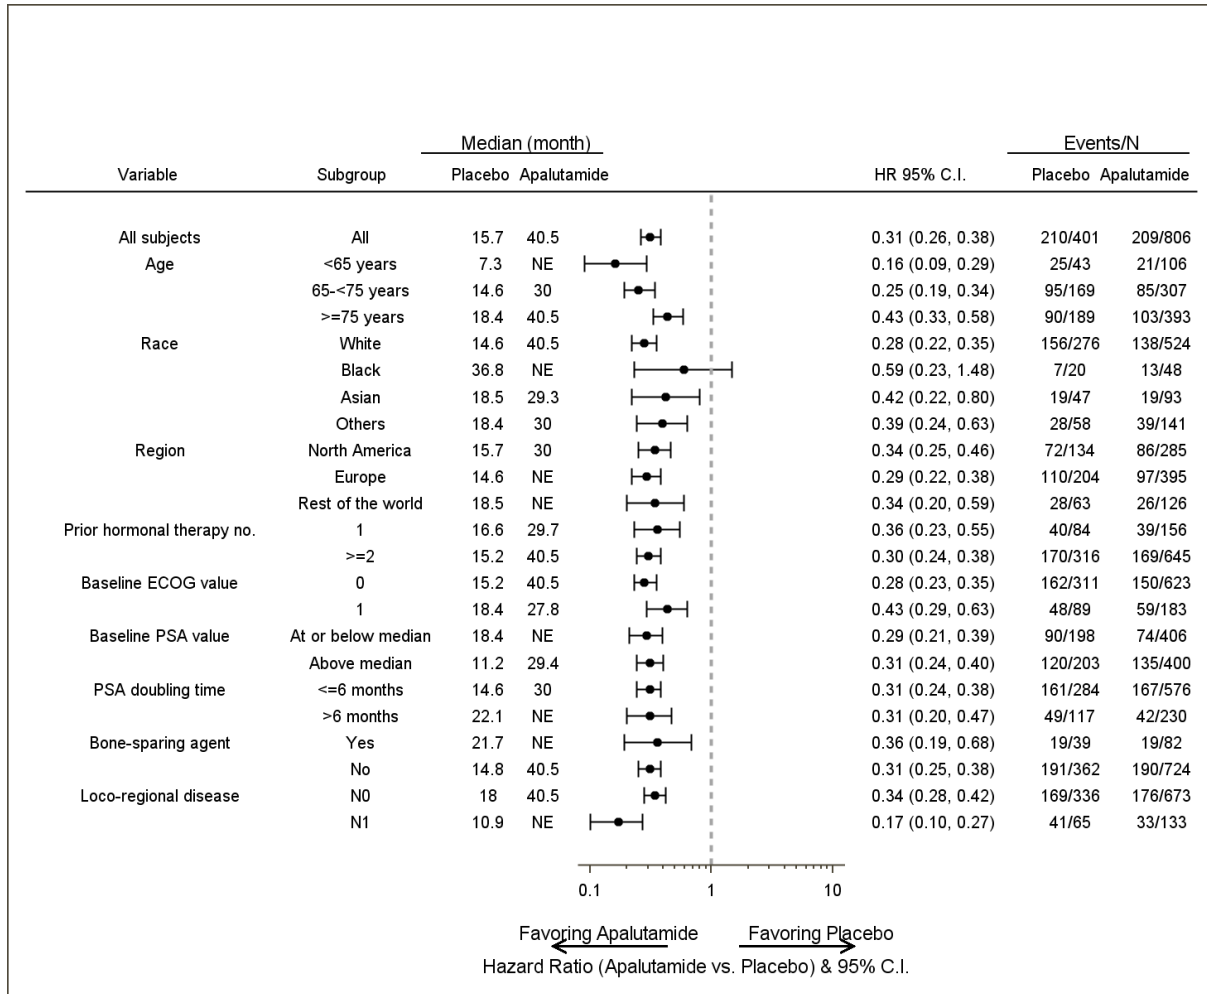 Median (month) Events/N
Variable Subgroup Placebo Apalutamide HR 95% C.I. Placebo Apalutamide
All subjects All 15.7 40.5 0.31 (0.26, 0.38) 210/401 209/806
Age <65 years 7.3 NE 0.16 (0.09, 0.29) 25/43 21/106
65-<75 years 14.6 30 0.25 (0.19, 0.34) 95/169 85/307
>=75 years 18.4 40.5 0.43 (0.33, 0.58) 90/189 103/393
Race White 14.6 40.5 0.28 (0.22, 0.35) 156/276 138/524
Black 36.8 NE 0.59 (0.23, 1.48) 7/20 13/48
Asian 18.5 29.3 0.42 (0.22, 0.80) 19/47 19/93
Others 18.4 30 0.39 (0.24, 0.63) 28/58 39/141
Region North America 15.7 30 0.34 (0.25, 0.46) 72/134 86/285
Europe 14.6 NE 0.29 (0.22, 0.38) 110/204 97/395
Rest of the world 18.5 NE 0.34 (0.20, 0.59) 28/63 26/126
Prior hormonal therapy no. 1 16.6 29.7 0.36 (0.23, 0.55) 40/84 39/156
>=2 15.2 40.5 0.30 (0.24, 0.38) 170/316 169/645
Baseline ECOG value 0 15.2 40.5 0.28 (0.23, 0.35) 162/311 150/623
1 18.4 27.8 0.43 (0.29, 0.63) 48/89 59/183
Baseline PSA value At or below median 18.4 NE 0.29 (0.21, 0.39) 90/198 74/406
Above median 11.2 29.4 0.31 (0.24, 0.40) 120/203 135/400
PSA doubling time <=6 months 14.6 30 0.31 (0.24, 0.38) 161/284 167/576
>6 months 22.1 NE 0.31 (0.20, 0.47) 49/117 42/230
Bone-sparing agent Yes 21.7 NE 0.36 (0.19, 0.68) 19/39 19/82
No 14.8 40.5 0.31 (0.25, 0.38) 191/362 190/724
Loco-regional disease N0 18 40.5 0.34 (0.28, 0.42) 169/336 176/673
N1 10.9 NE 0.17 (0.10, 0.27) 41/65 33/133
0.1 1 10
Favoring Apalutamide Favoring Placebo
Hazard Ratio (Apalutamide vs. Placebo) & 95% C.I.